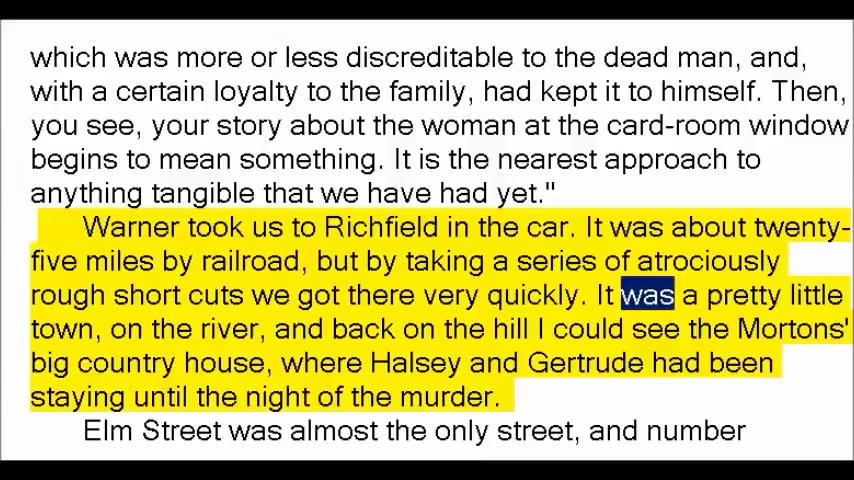 which was more or less discreditable to the dead man, and,
with a certain loyalty to the family, had kept it to himself. Then,
you see, your story about the woman at the card-room window
begins to mean something. It is the nearest approach to
anything tangible that we have had yet."
Warner took us to Richfield in the car. It was about twenty-
five miles by railroad, but by taking a series of atrociously
rough short cuts we got there very quickly. It was a pretty little
town, on the river, and back on the hill I could see the Mortons'
big country house, where Halsey and Gertrude had been
staying until the night of the murder.
Elm Street was almost the only street, and number